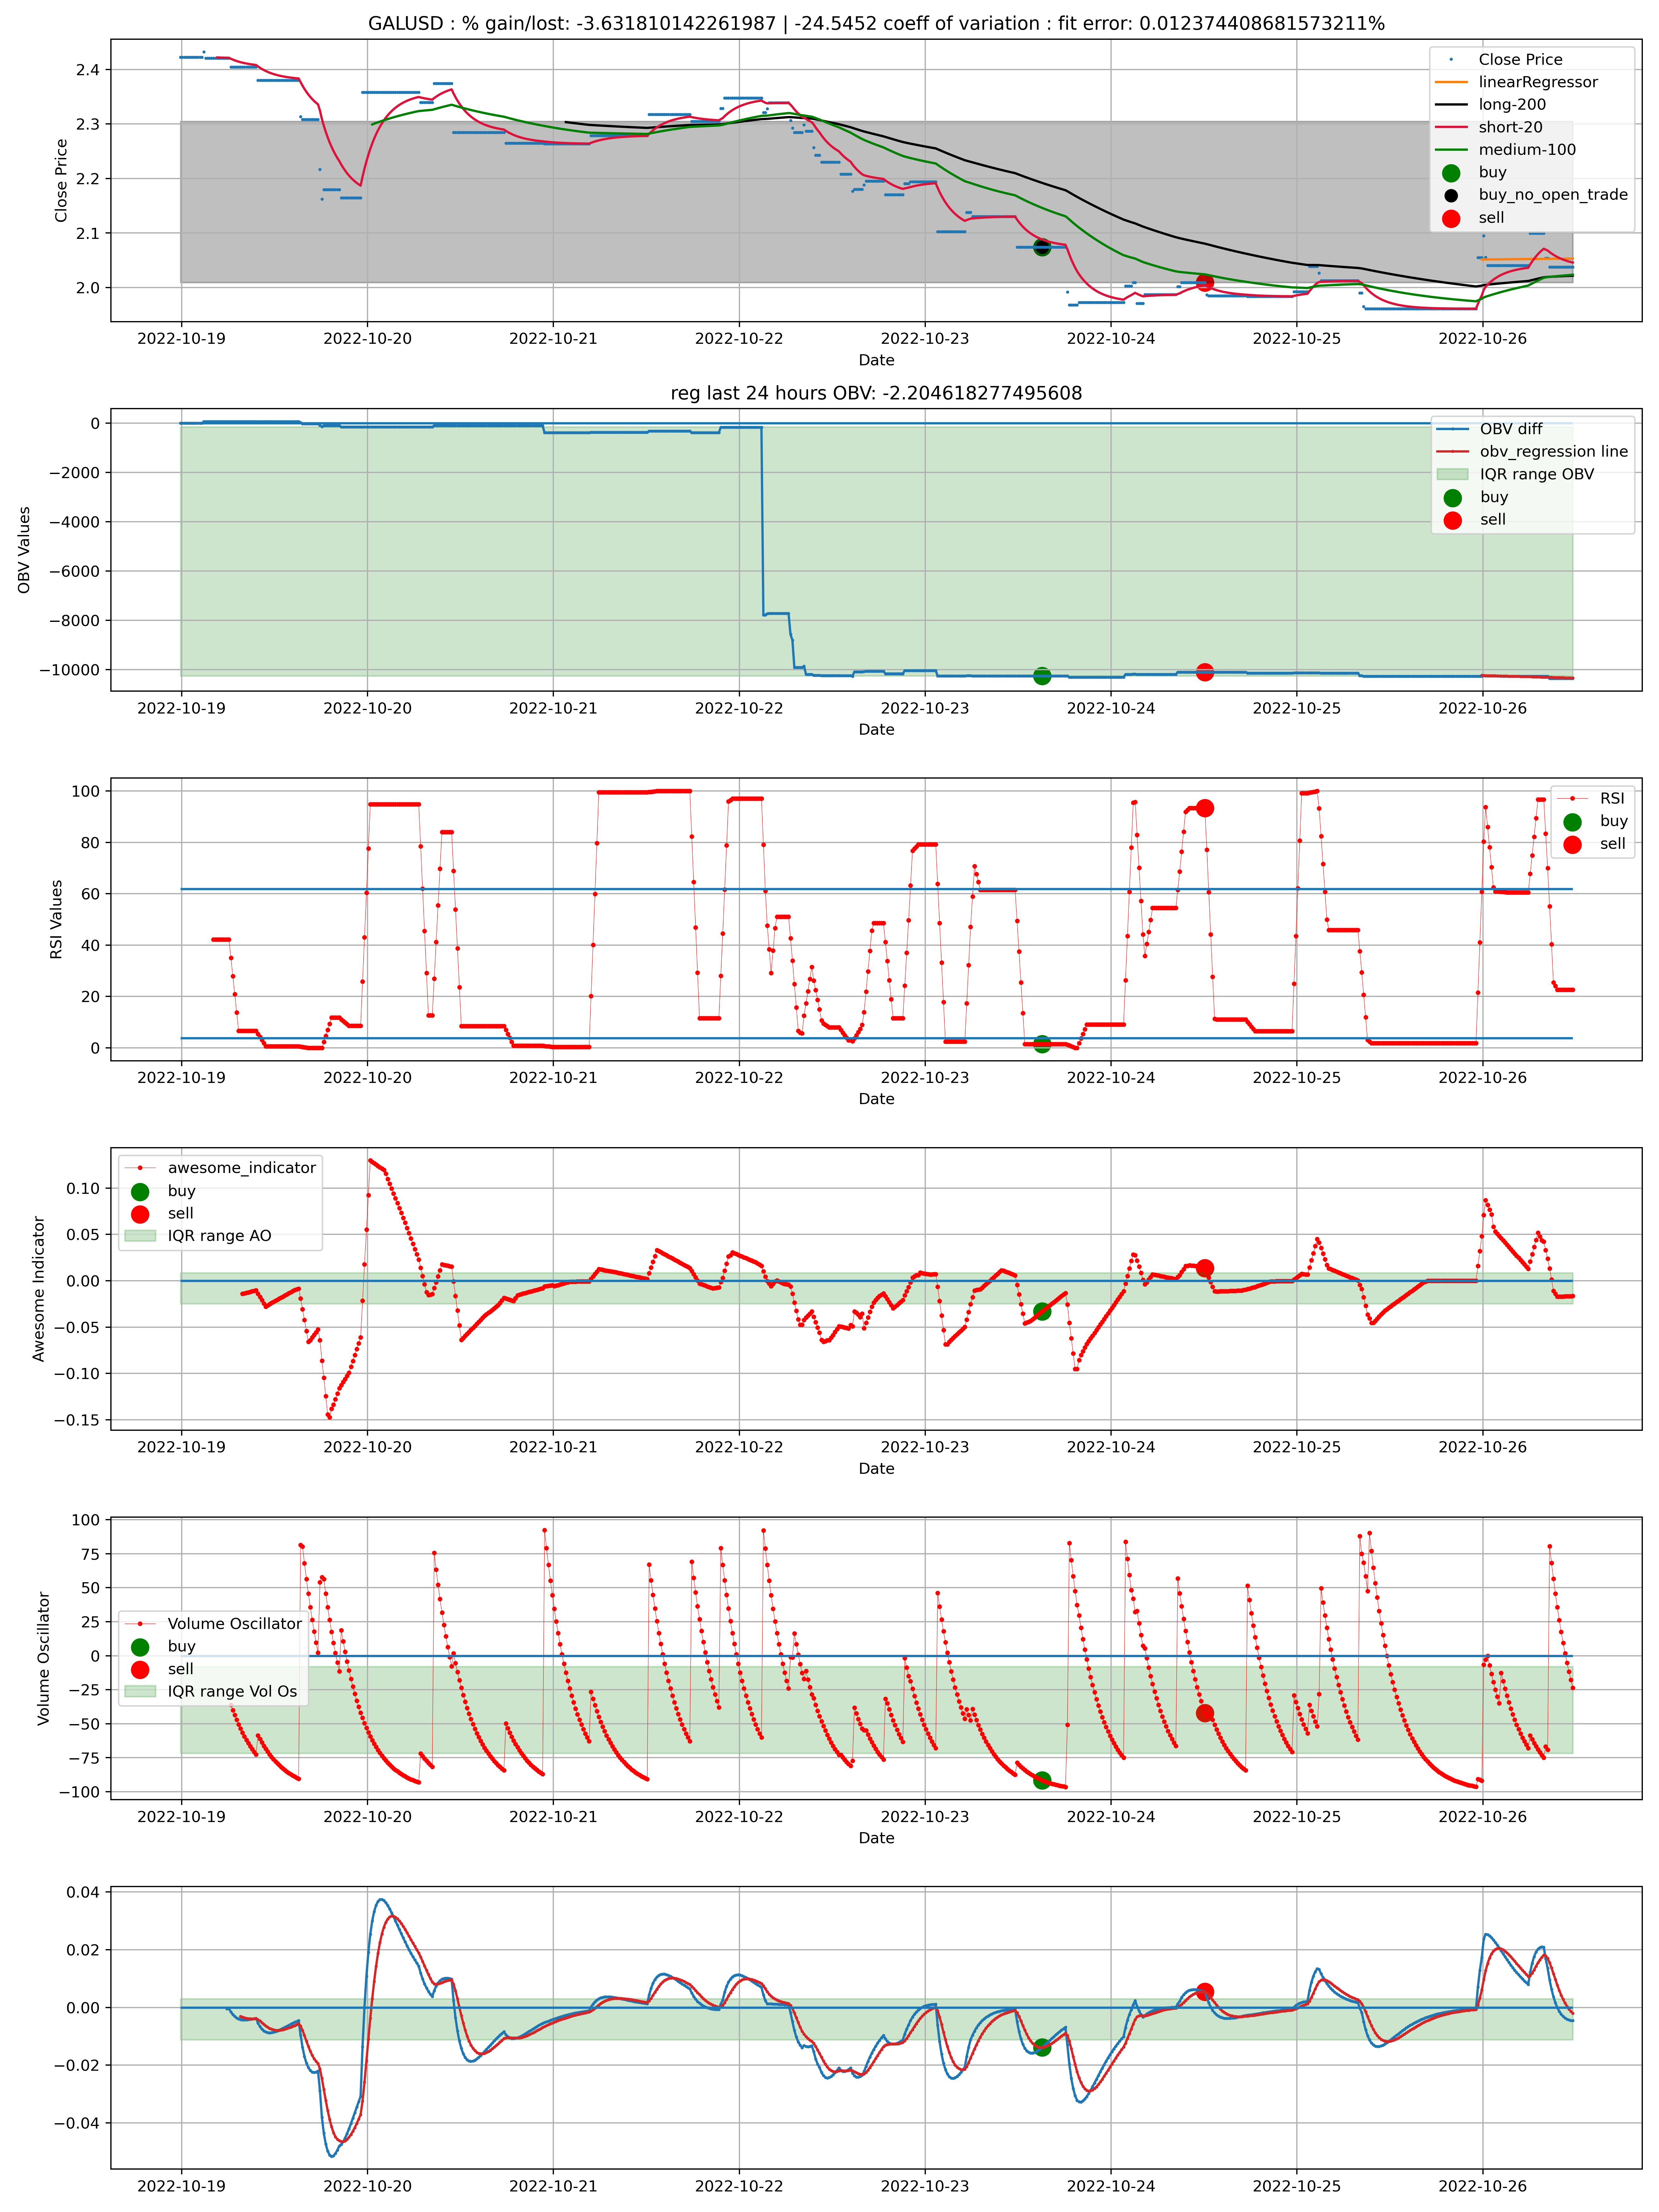 GALUSD : % gain/lost: -3.631810142261987 | -24.5452 coeff of variation : fit error: 0.012374408681573211%
Close Price
2.4
2.3
2.2
2.1
2.0
Close Price
linearRegressor
long-200
short-20
medium-100
buy
buy_no_open_trade
sell
2022-10-19 2022-10-20 2022-10-21 2022-10-22 2022-10-23 2022-10-24 2022-10-25 2022-10-26
Date
reg last 24 hours OBV: -2.204618277495608
OBV Values
0
−2000
−4000
−6000
−8000
−10000
OBV diff
obv_regression line
IQR range OBV
buy
sell
2022-10-19 2022-10-20 2022-10-21 2022-10-22 2022-10-23 2022-10-24 2022-10-25 2022-10-26
Date
RSI Values
100
80
60
40
20
0
RSI
buy
sell
2022-10-19 2022-10-20 2022-10-21 2022-10-22 2022-10-23 2022-10-24 2022-10-25 2022-10-26
Date
Awesome Indicator
0.10
0.05
0.00
−0.05
−0.10
−0.15
awesome_indicator
buy
sell
IQR range AO
2022-10-19 2022-10-20 2022-10-21 2022-10-22 2022-10-23 2022-10-24 2022-10-25 2022-10-26
Date
Volume Oscillator
100
75
50
25
0
−25
−50
−75
−100
Volume Oscillator
buy
sell
IQR range Vol Os
2022-10-19 2022-10-20 2022-10-21 2022-10-22 2022-10-23 2022-10-24 2022-10-25 2022-10-26
Date
0.04
0.02
0.00
−0.02
−0.04
2022-10-19 2022-10-20 2022-10-21 2022-10-22 2022-10-23 2022-10-24 2022-10-25 2022-10-26